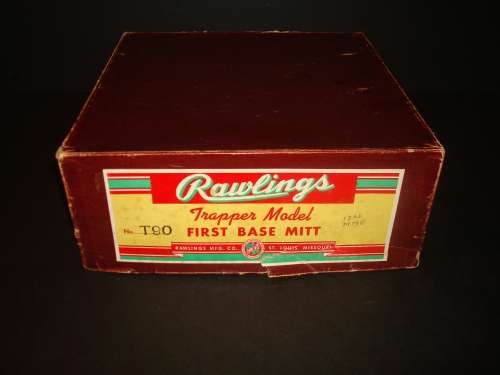 Rawlings
Trapper Model
No. T90 FIRST BASE MITT
RAWLINGS MFG. CO. ST. LOUIS, MISSOURI